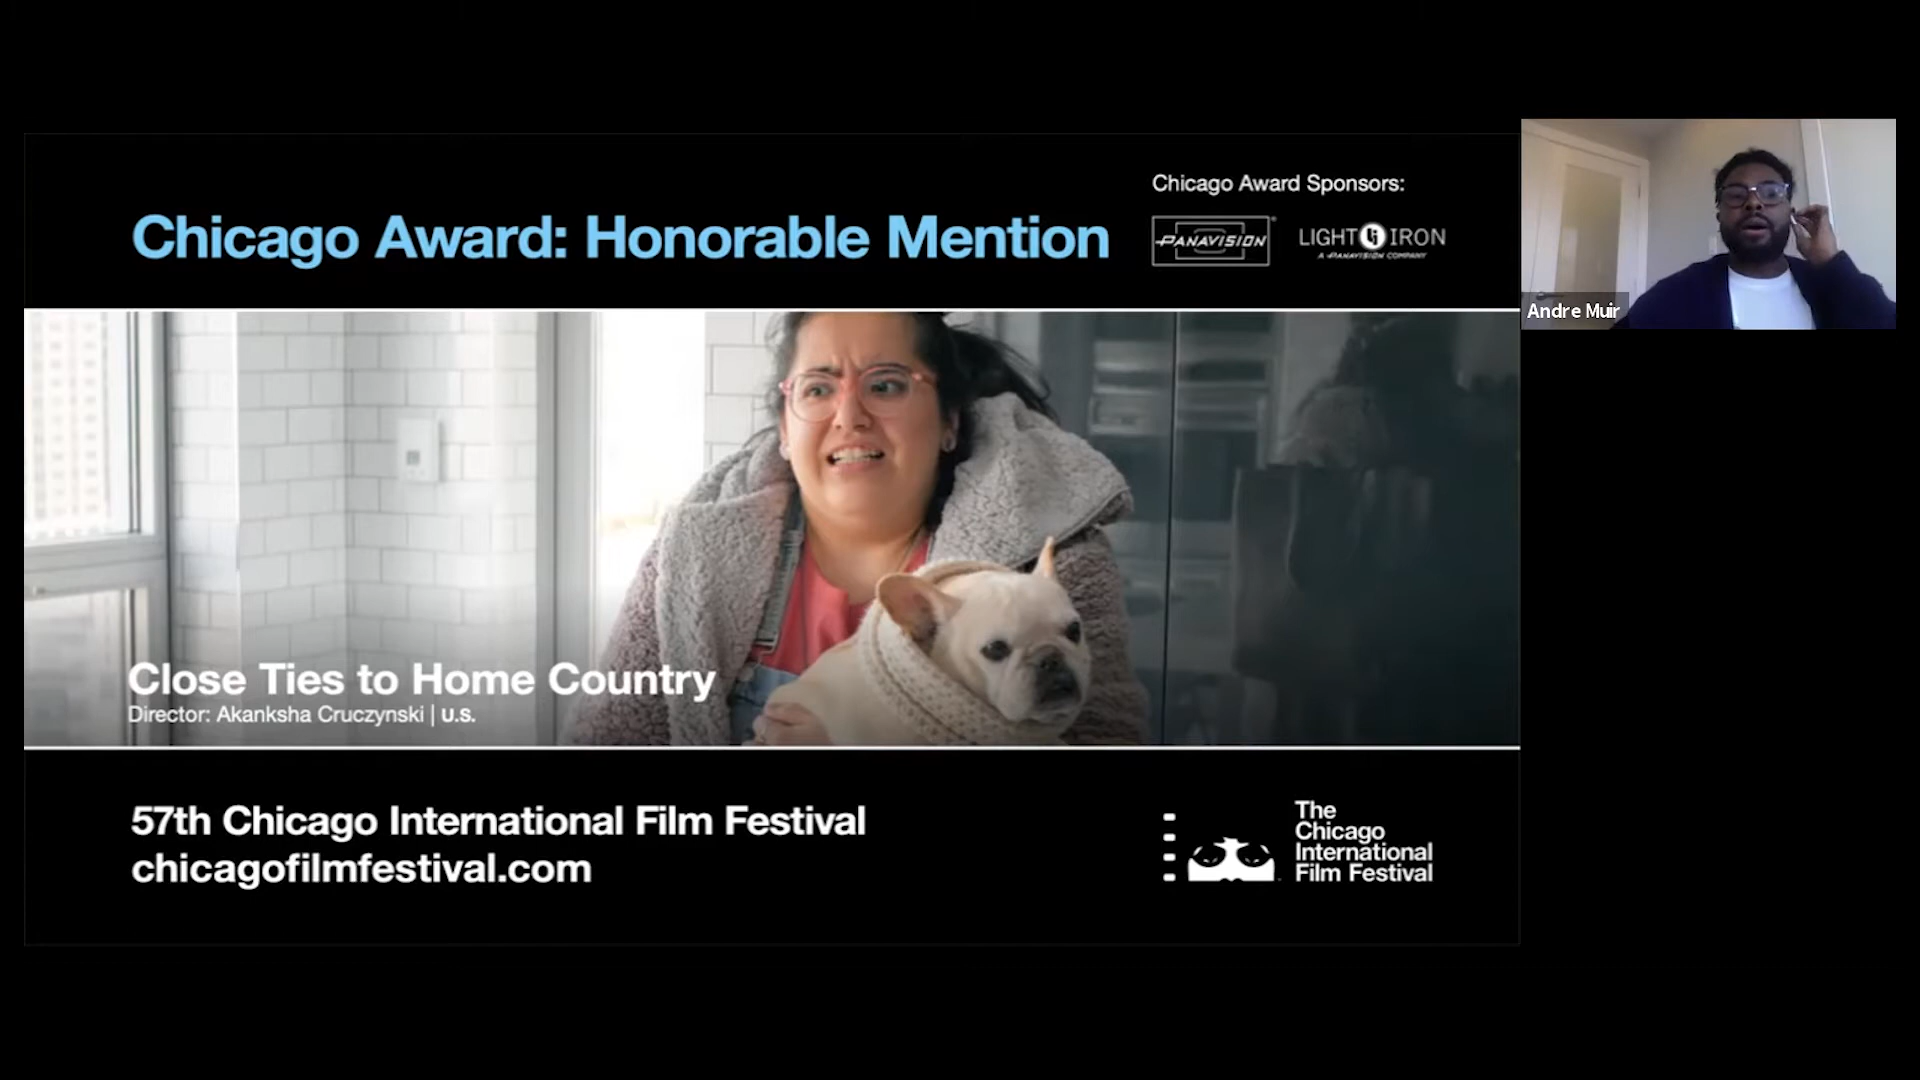 Chicago Award: Honorable Mention
Chicago Award Sponsors:
PANAVISION®
LIGHT IRON
A PANAVISION COMPANY
Andre Muir
Close Ties to Home Country
Director: Akanksha Cruczynski | U.S.
57th Chicago International Film Festival
chicagofilmfestival.com
The
Chicago
International
Film Festival